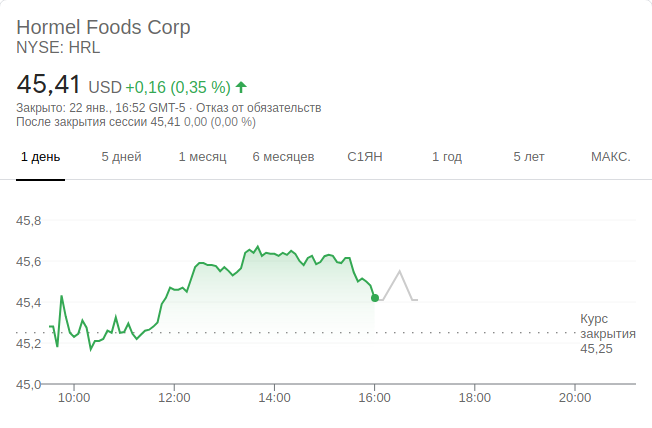 Hormel Foods Corp
NYSE: HRL
45,41 USD +0,16 (0,35 %)
Закрыто: 22 янв., 16:52 GMT-5 · Отказ от обязательств
После закрытия сессии 45,41 0,00 (0,00 %)
1 день 5 дней 1 месяц 6 месяцев С1ЯН 1 год 5 лет МАКС.
45,8
45,6
45,4
45,2
45,0
Курс
закрытия
45,25
10:00 12:00 14:00 16:00 18:00 20:00